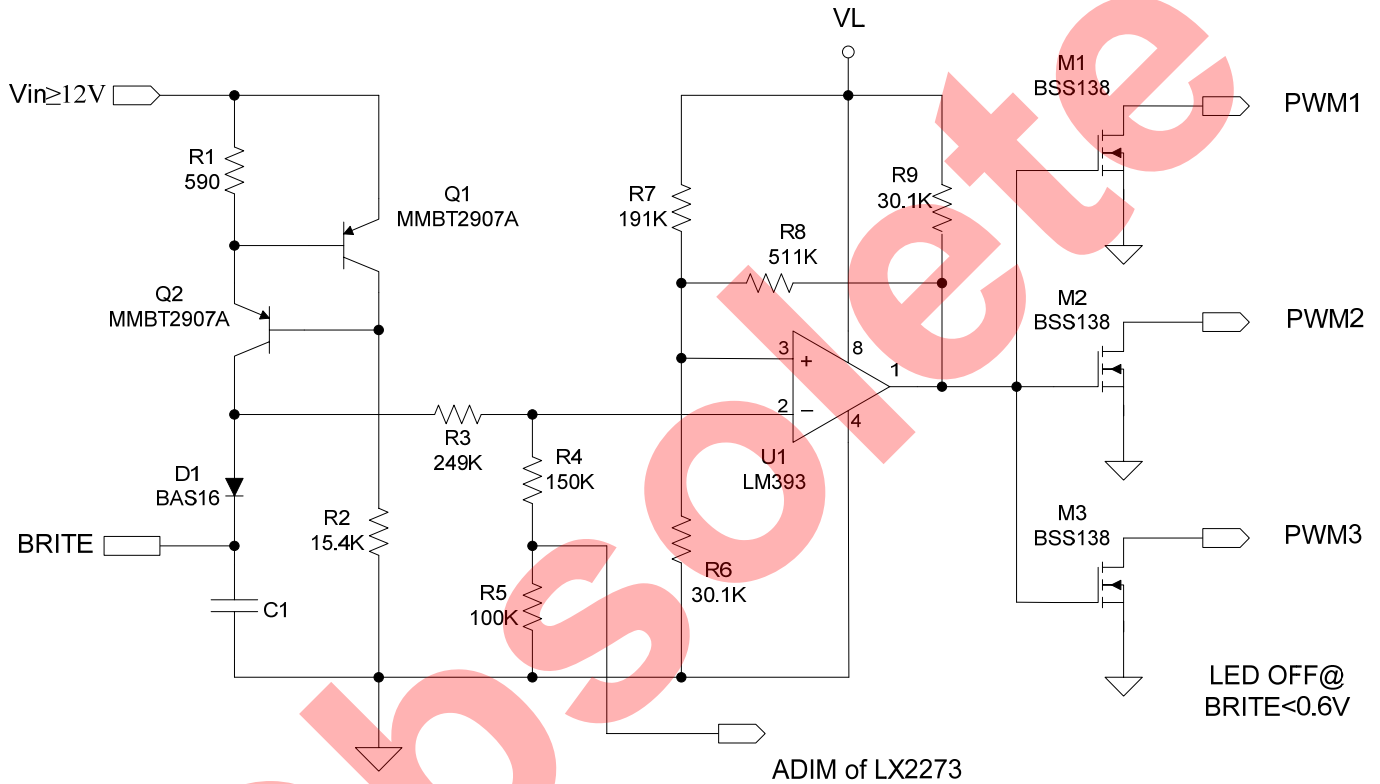 VL
Vin≥12V
R1
590
Q1
MMBT2907A
Q2
MMBT2907A
D1
BAS16
BRITE
C1
R2
15.4K
R3
249K
R4
150K
R5
100K
R7
191K
R8
511K
R9
30.1K
3
+
2
–
8
1
4
U1
LM393
R6
30.1K
M1
BSS138
PWM1
M2
BSS138
PWM2
M3
BSS138
PWM3
LED OFF@
BRITE<0.6V
ADIM of LX2273
obsolete